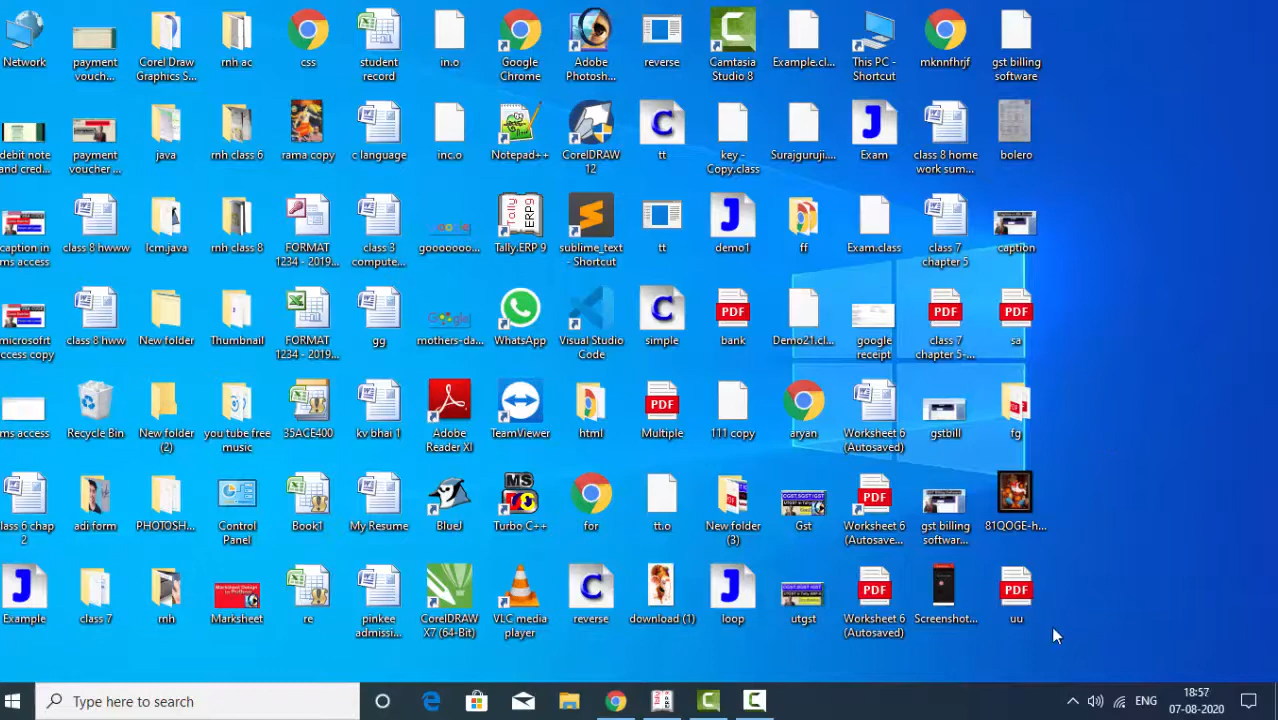 Network
payment
vouch...
Corel Draw
Graphics S...
rnh ac
css
student
record
in.o
Google
Chrome
Adobe
Photosh...
reverse
Camtasia
Studio 8
Example.cl...
This PC -
Shortcut
mknnfhrjf
gst billing
software
debit note
and cred...
payment
voucher ...
java
rnh class 6
rama copy
c language
inc.o
Notepad++
CorelDRAW
12
tt
key -
Copy.class
Surajguruji....
Exam
class 8 home
work sum...
bolero
caption in
ms access
class 8 hwww
lcm.java
rnh class 8
FORMAT
1234 - 2019...
class 3
compute...
gooooooo...
Tally.ERP 9
sublime_text
- Shortcut
tt
demo1
ff
Exam.class
class 7
chapter 5
caption
microsofrt
access copy
class 8 hww
New folder
Thumbnail
FORMAT
1234 - 2019...
gg
mothers-da...
WhatsApp
Visual Studio
Code
simple
PDF
bank
Demo21.cl...
google
receipt
PDF
class 7
chapter 5-...
PDF
sa
ms access
Recycle Bin
New folder
(2)
you tube free
music
35ACE400
kv bhai 1
Adobe
Reader XI
TeamViewer
html
PDF
Multiple
111 copy
aryan
Worksheet 6
(Autosaved)
gstbill
fg
class 6 chap
2
adi form
PHOTOSH...
Control
Panel
Book1
My Resume
BlueJ
MS
Turbo C++
for
tt.o
New folder
(3)
Gst
PDF
Worksheet 6
(Autosave...
gst billing
softwar...
81QOGE-h...
Example
class 7
rnh
Marksheet
re
pinkee
admissi...
CorelDRAW
X7 (64-Bit)
VLC media
player
reverse
download (1)
loop
utgst
PDF
Worksheet 6
(Autosaved)
Screenshot...
PDF
uu
Type here to search
ENG
18:57
07-08-2020